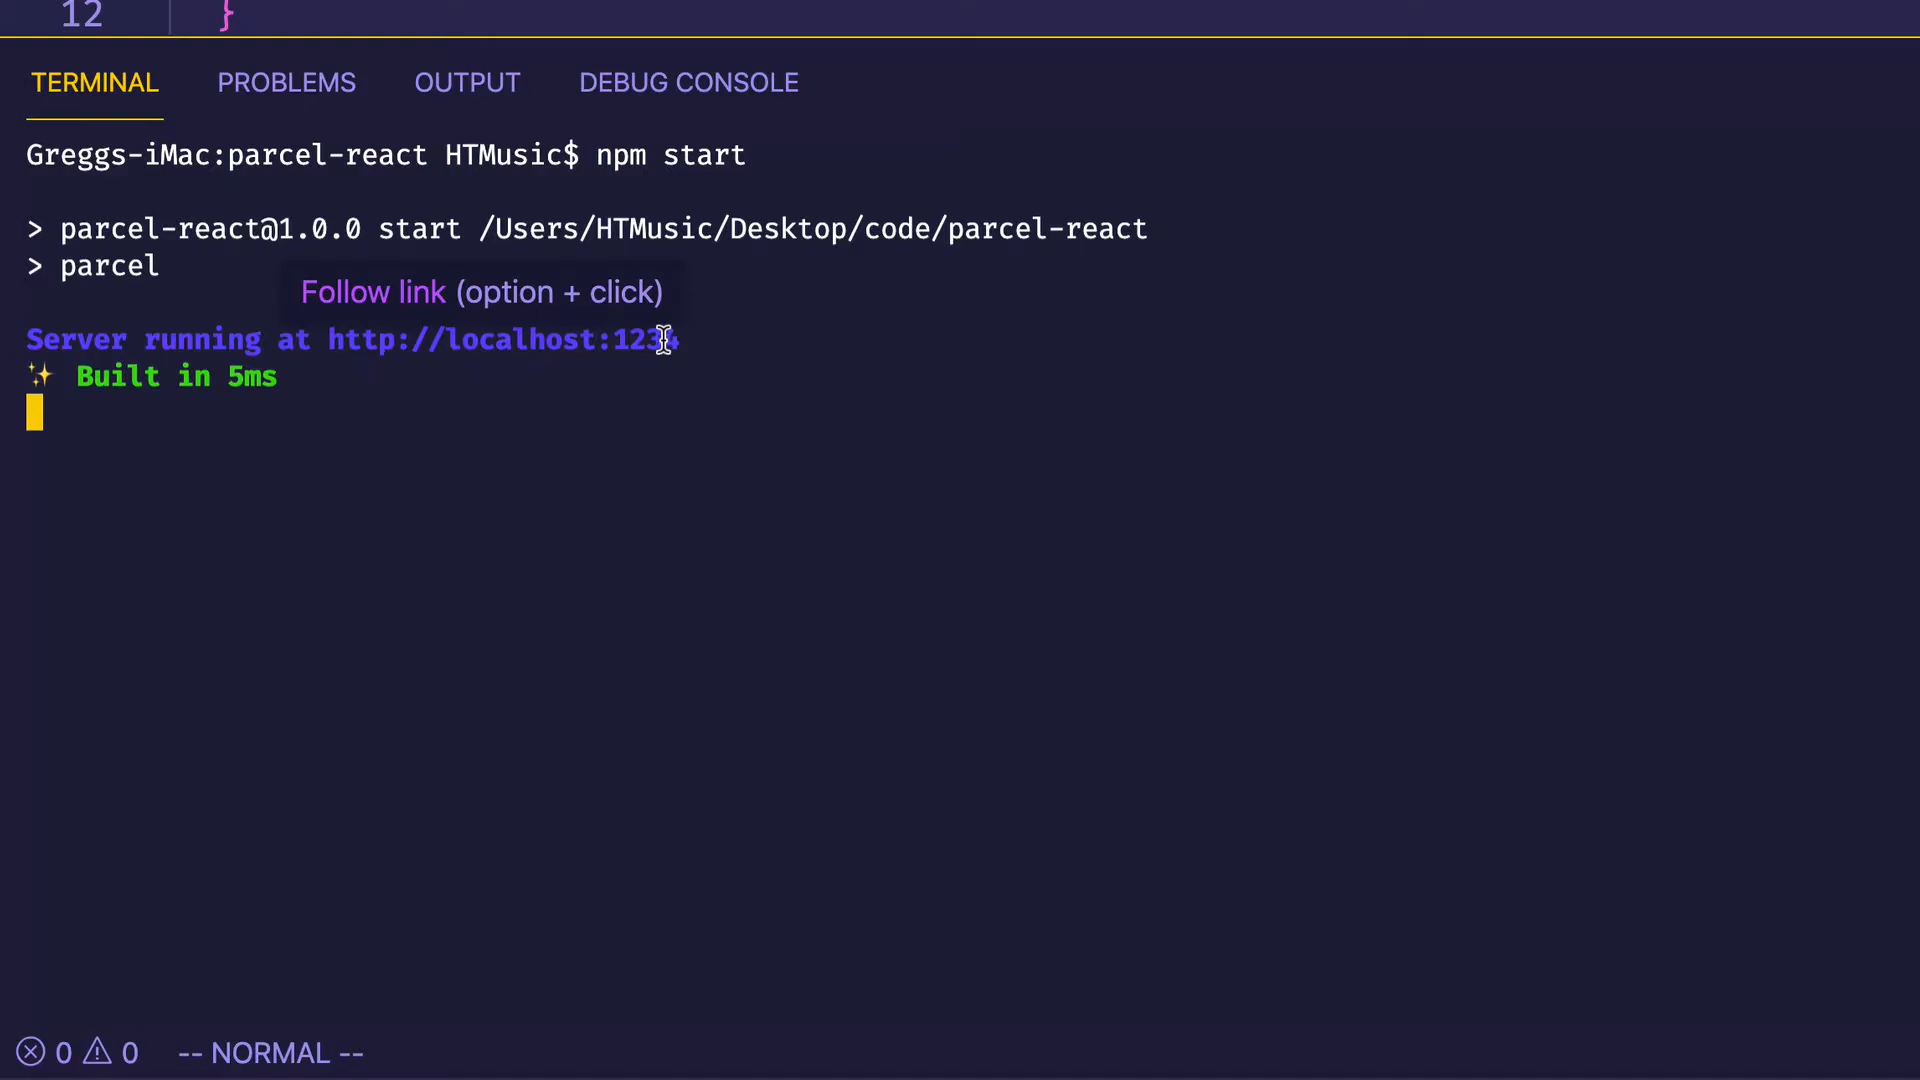 12 }
TERMINAL PROBLEMS OUTPUT DEBUG CONSOLE
Greggs-iMac:parcel-react HTMusic$ npm start
> parcel-react@1.0.0 start /Users/HTMusic/Desktop/code/parcel-react
> parcel
Follow link (option + click)
Server running at http://localhost:1234
✨ Built in 5ms
0 0 -- NORMAL --